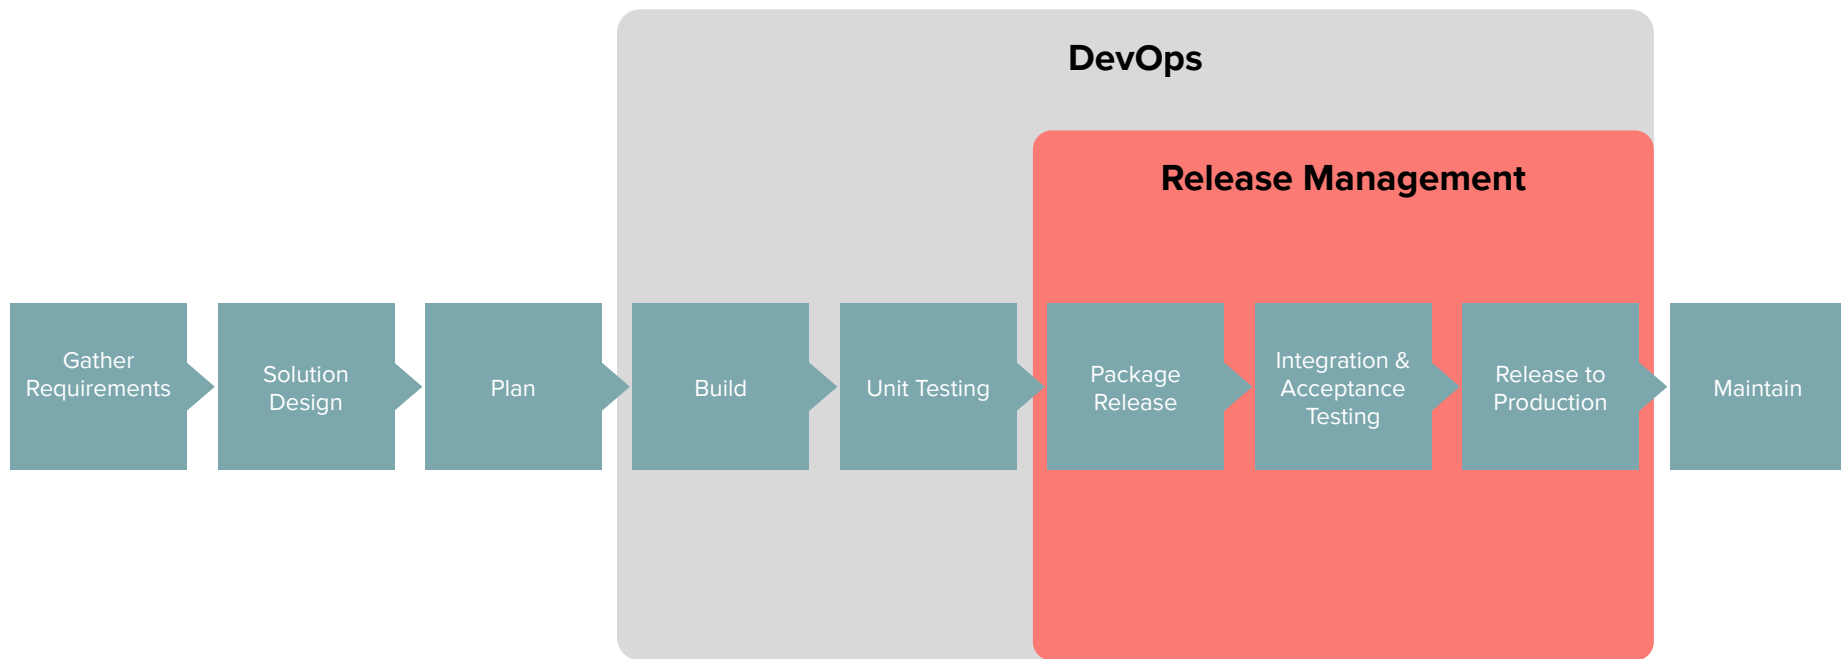 DevOps
Release Management
Gather
Requirements
Solution
Design
Plan
Build
Unit Testing
Package
Release
Integration &
Acceptance
Testing
Release to
Production
Maintain